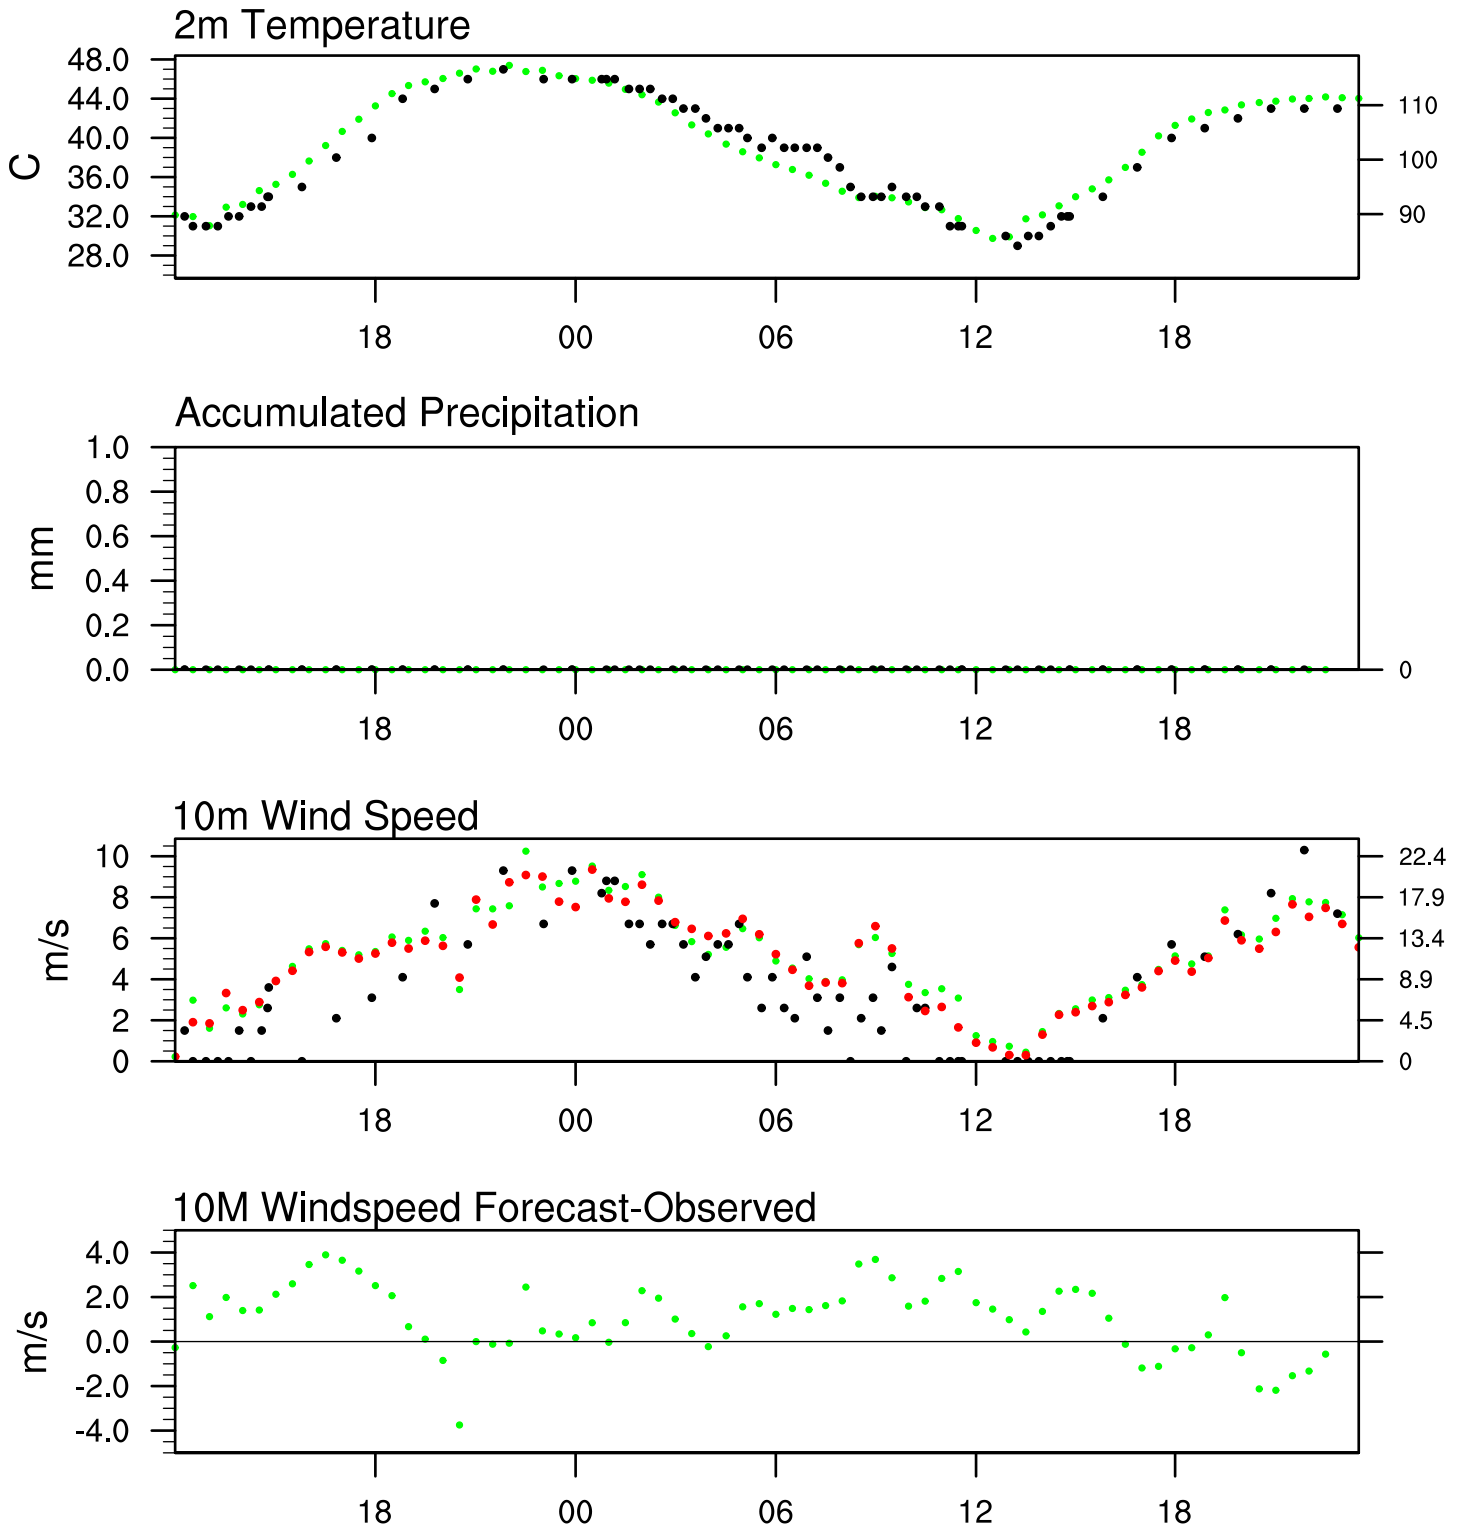 2m Temperature
48.0
44.0
40.0
36.0
32.0
28.0
C
110
100
90
18 00 06 12 18
Accumulated Precipitation
1.0
0.8
0.6
0.4
0.2
0.0
mm
0
18 00 06 12 18
10m Wind Speed
10
8
6
4
2
0
m/s
22.4
17.9
13.4
8.9
4.5
0
18 00 06 12 18
10M Windspeed Forecast-Observed
4.0
2.0
0.0
-2.0
-4.0
m/s
18 00 06 12 18